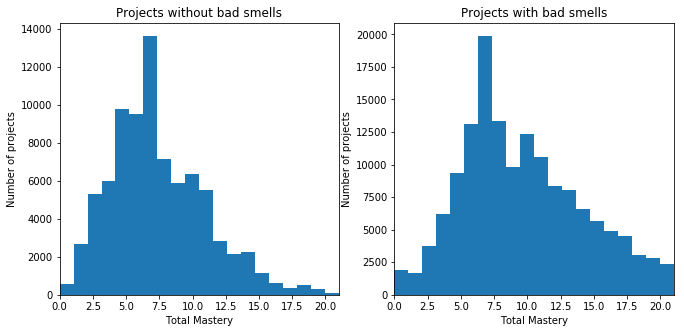 Projects without bad smells
Number of projects
14000
12000
10000
8000
6000
4000
2000
0
0.0 2.5 5.0 7.5 10.0 12.5 15.0 17.5 20.0
Total Mastery
Projects with bad smells
Number of projects
20000
17500
15000
12500
10000
7500
5000
2500
0
0.0 2.5 5.0 7.5 10.0 12.5 15.0 17.5 20.0
Total Mastery